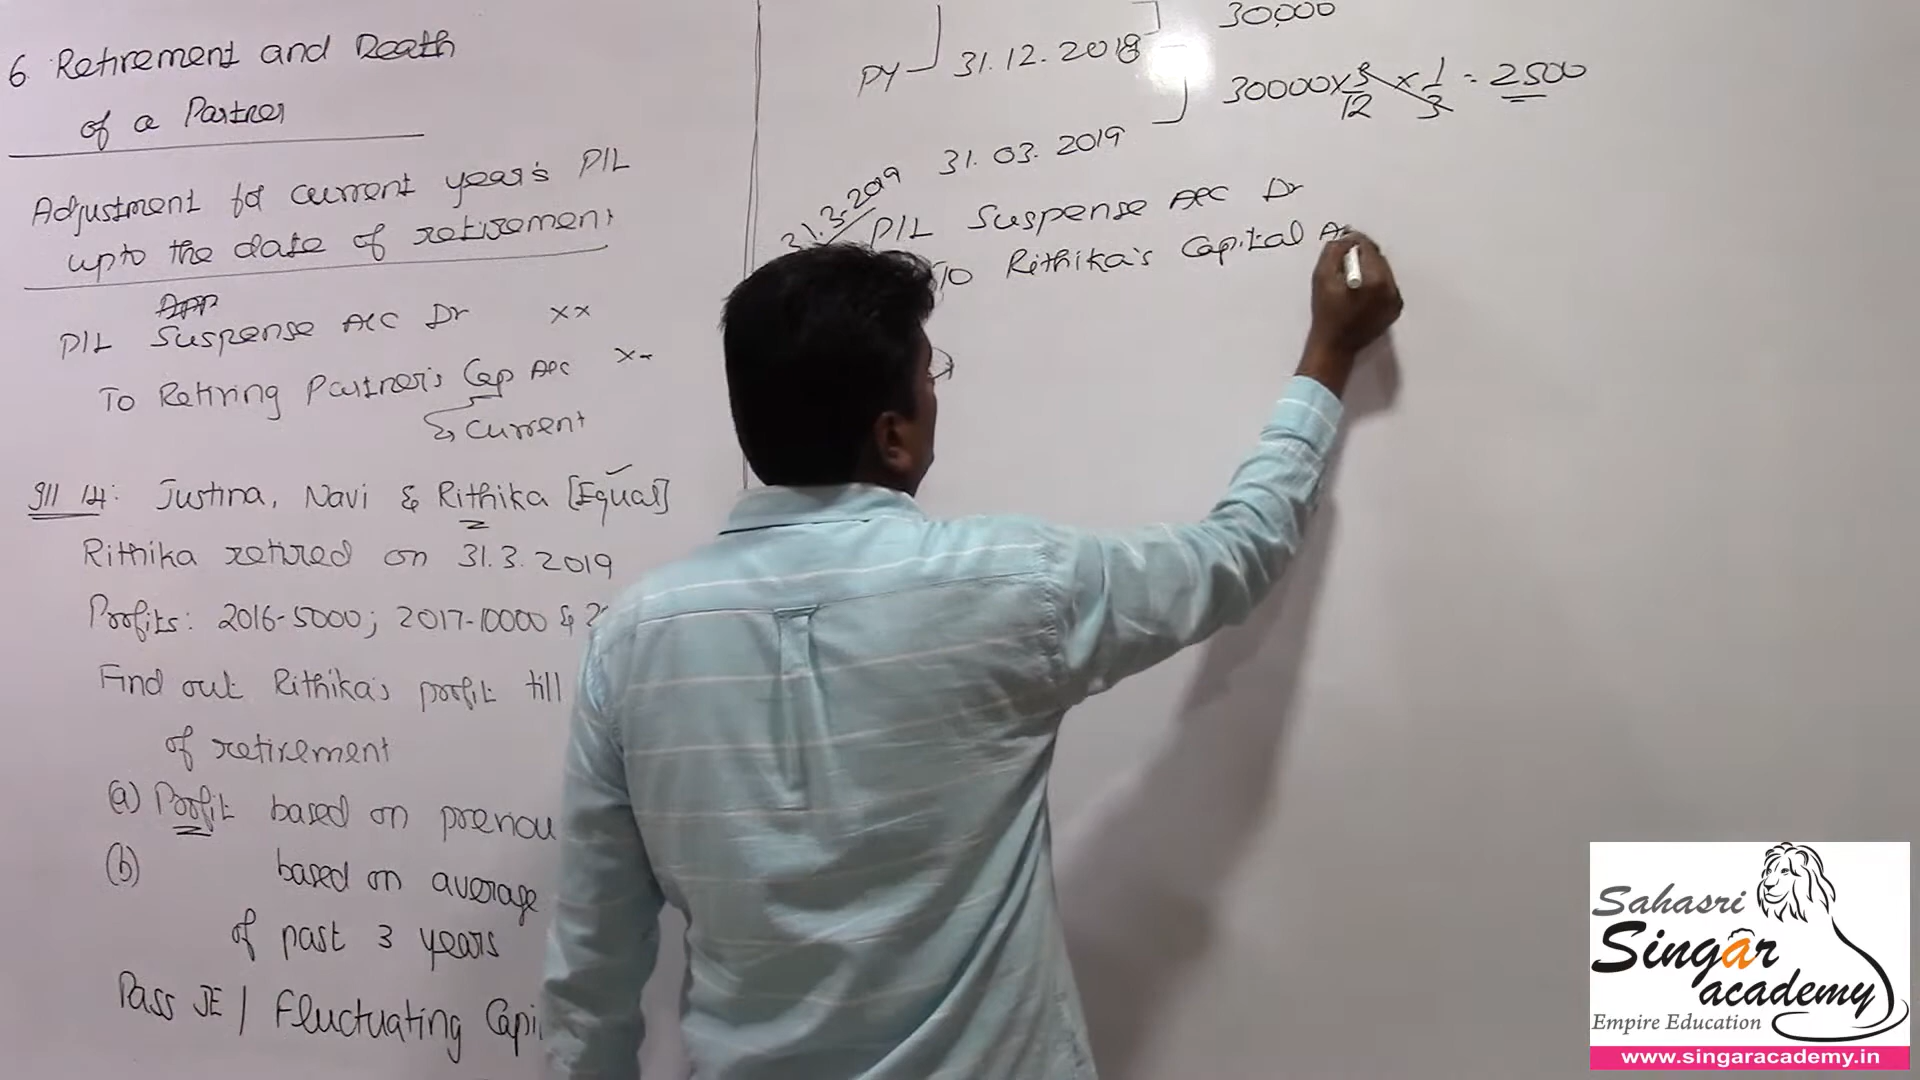 6 Retirement and Death
of a Partner
Adjustment for current year's P/L
upto the date of retirement
P/L Suspense A/c Dr xx
To Retiring Partner's Cap A/c
& Current
Ill 14: Justina, Navi & Rithika [Equal]
Rithika retired on 31.3.2019
Profits: 2016-5000; 2017-10000 &
Find out Rithika's profit till
of retirement
(a) Profit based on previou
(b) based on average
of past 3 years
Pass JE / Fluctuating Capi
30,000
PY 31.12.2018
30000 x 3/12 x 1/3 = 2500
31.03.2019
31.3.2019
P/L Suspense A/c Dr
To Rithika's Capital A
Sahasri
Singar
academy
Empire Education
www.singaracademy.in